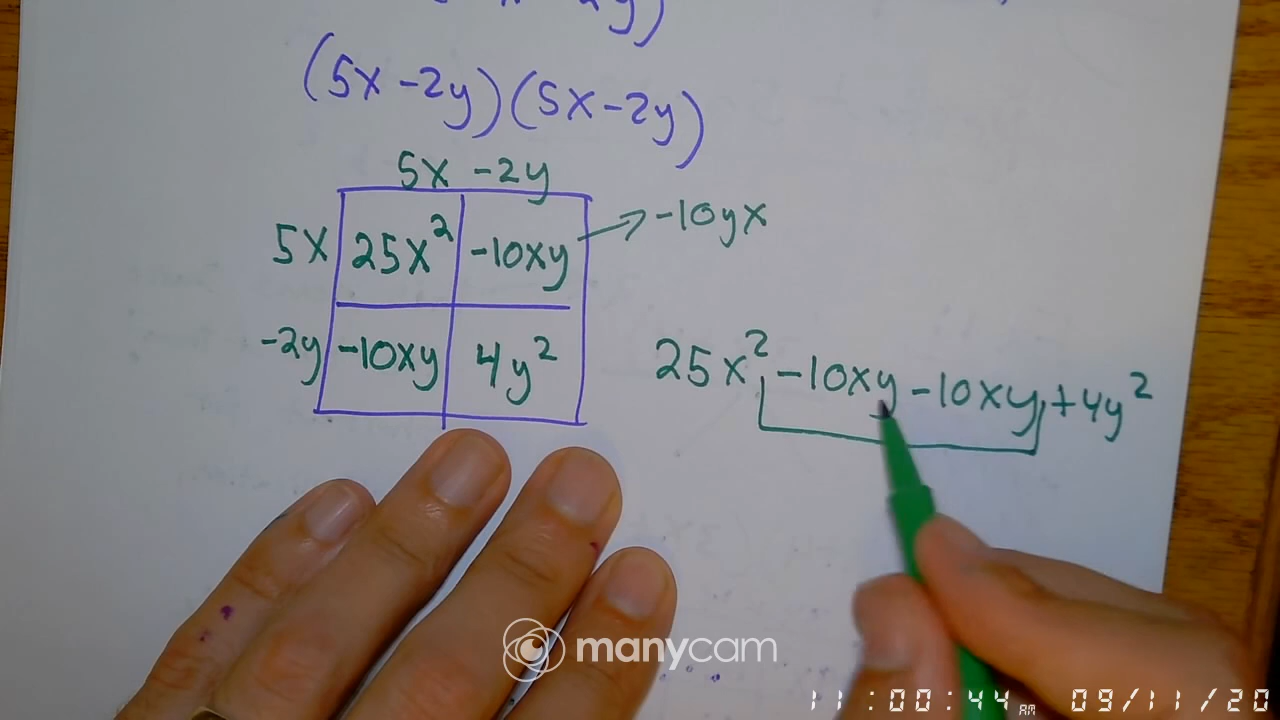 2y)
(5x - 2y)(5x - 2y)
5x -2y
5x 25x² -10xy → -10yx
-2y -10xy 4y²
25x² - 10xy - 10xy + 4y²
manycam
11:00:44 AM 09/11/20